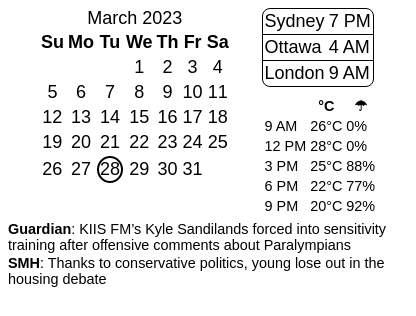 March 2023
Su Mo Tu We Th Fr Sa
1 2 3 4
5 6 7 8 9 10 11
12 13 14 15 16 17 18
19 20 21 22 23 24 25
26 27 28 29 30 31
Sydney 7 PM
Ottawa 4 AM
London 9 AM
°C ☂
9 AM 26°C 0%
12 PM 28°C 0%
3 PM 25°C 88%
6 PM 22°C 77%
9 PM 20°C 92%
Guardian: KIIS FM’s Kyle Sandilands forced into sensitivity
training after offensive comments about Paralympians
SMH: Thanks to conservative politics, young lose out in the
housing debate